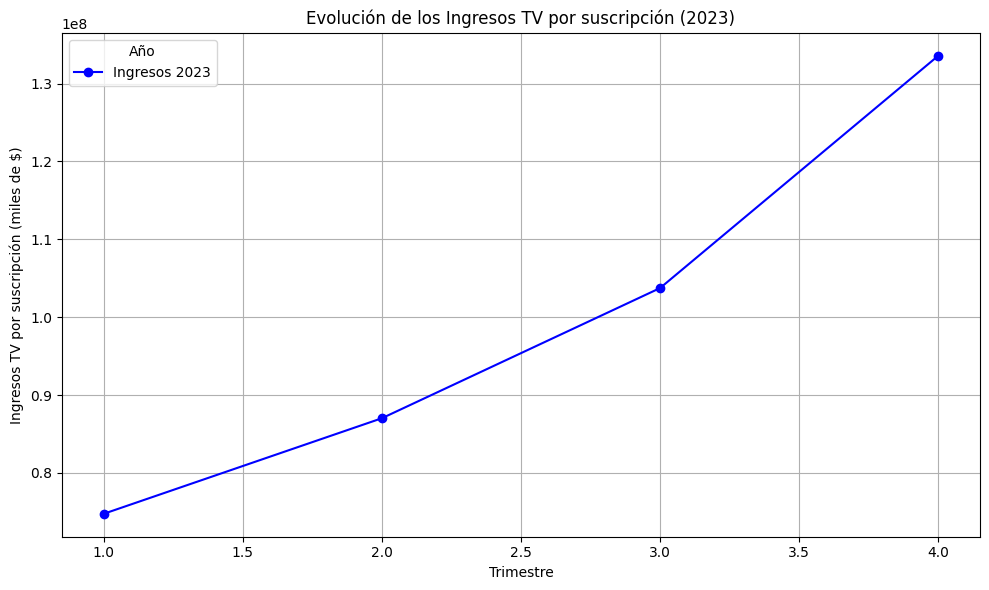 Evolución de los Ingresos TV por suscripción (2023)
1e8
Año
Ingresos 2023
1.3
1.2
1.1
1.0
0.9
0.8
Ingresos TV por suscripción (miles de $)
1.0
1.5
2.0
2.5
3.0
3.5
4.0
Trimestre